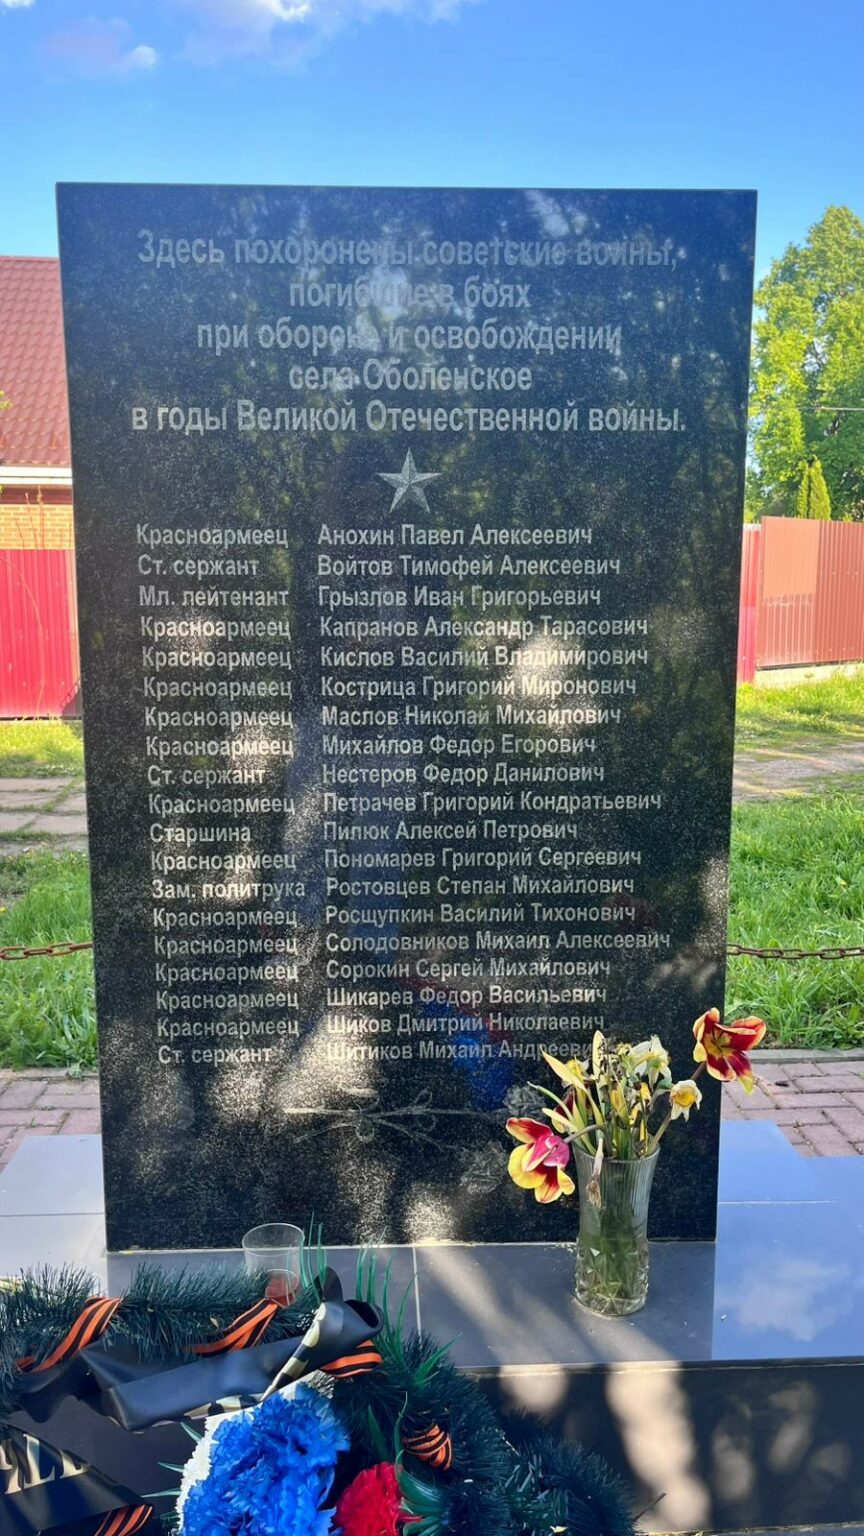 Здесь похоронены советские воины,
погибшие в боях
при обороне и освобождении
села Оболенское
в годы Великой Отечественной войны.
Красноармеец Анохин Павел Алексеевич
Ст. сержант Войтов Тимофей Алексеевич
Мл. лейтенант Грызлов Иван Григорьевич
Красноармеец Капранов Александр Тарасович
Красноармеец Кислов Василий Владимирович
Красноармеец Кострица Григорий Миронович
Красноармеец Маслов Николай Михайлович
Красноармеец Михайлов Федор Егорович
Ст. сержант Нестеров Федор Данилович
Красноармеец Петрачев Григорий Кондратьевич
Старшина Пилюк Алексей Петрович
Красноармеец Пономарев Григорий Сергеевич
Зам. политрука Ростовцев Степан Михайлович
Красноармеец Росщупкин Василий Тихонович
Красноармеец Солодовников Михаил Алексеевич
Красноармеец Сорокин Сергей Михайлович
Красноармеец Шикарев Федор Васильевич
Красноармеец Шиков Дмитрий Николаевич
Ст. сержант Шитиков Михаил Андреевич